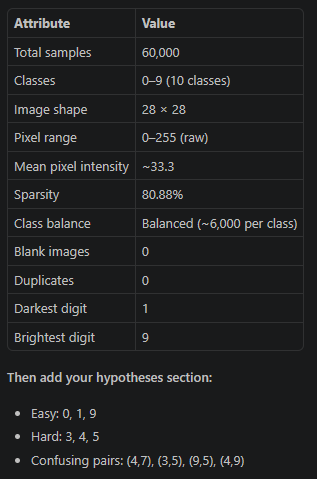 Attribute Value
Total samples 60,000
Classes 0–9 (10 classes)
Image shape 28 × 28
Pixel range 0–255 (raw)
Mean pixel intensity ~33.3
Sparsity 80.88%
Class balance Balanced (~6,000 per class)
Blank images 0
Duplicates 0
Darkest digit 1
Brightest digit 9
Then add your hypotheses section:
• Easy: 0, 1, 9
• Hard: 3, 4, 5
• Confusing pairs: (4,7), (3,5), (9,5), (4,9)